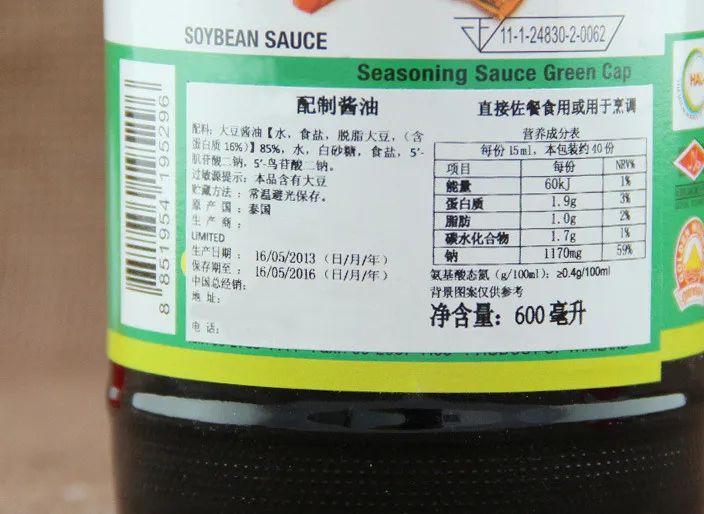 SOYBEAN SAUCE
11-1-24830-2-0062
Seasoning Sauce Green Cap
HAL
8 851954 195296
配制酱油
配料：大豆酱油【水，食盐，脱脂大豆，（含
蛋白质 16%）】85%，水，白砂糖，食盐，5′-
肌苷酸二钠，5′-鸟苷酸二钠。
过敏源提示：本品含有大豆
贮藏方法：常温避光保存。
原 产 国：泰国
生 产 商：
LIMITED
生产日期： 16/05/2013 （日/月/年）
保存期至： 16/05/2016 （日/月/年）
中国总经销：
地 址：
电 话：
直接佐餐食用或用于烹调
营养成分表
每份 15ml，本包装约 40份
项目 每份 NRV%
能量 60kJ 1%
蛋白质 1.9g 3%
脂肪 1.0g 2%
碳水化合物 1.7g 1%
钠 1170mg 59%
氨基酸态氮（g/100ml）：≥0.4g/100ml
背景图案仅供参考
净含量：600 毫升